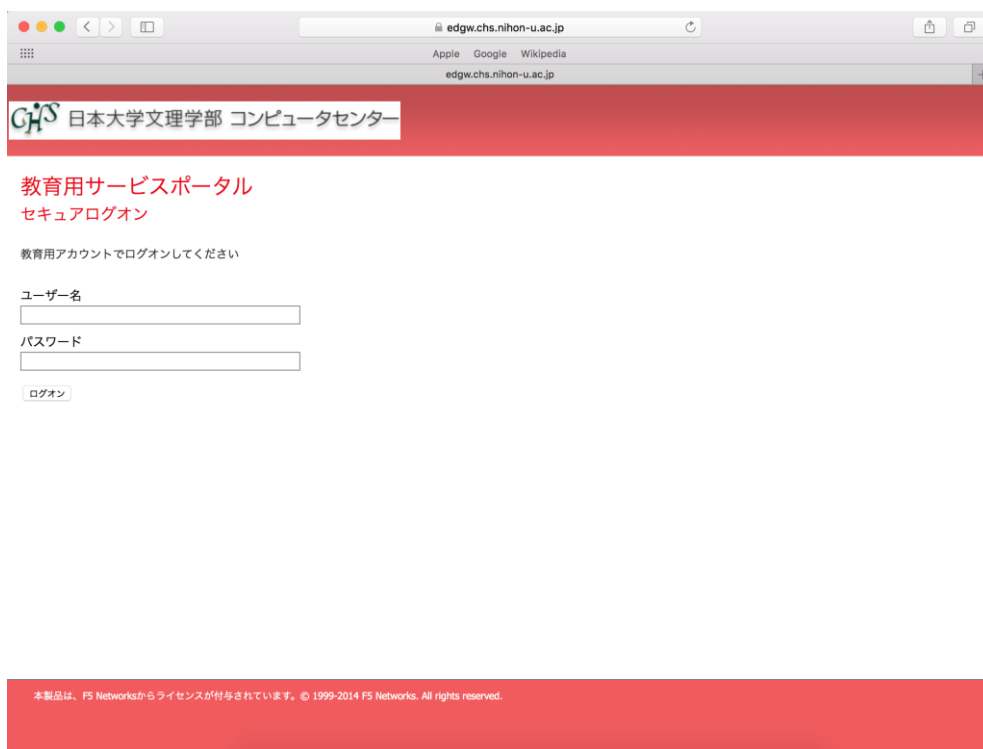 edgw.chs.nihon-u.ac.jp
Apple Google Wikipedia
edgw.chs.nihon-u.ac.jp
CHS 日本大学文理学部 コンピュータセンター
教育用サービスポータル
セキュアログオン
教育用アカウントでログオンしてください
ユーザー名
パスワード
ログオン
本製品は、F5 Networksからライセンスが付与されています。© 1999-2014 F5 Networks. All rights reserved.